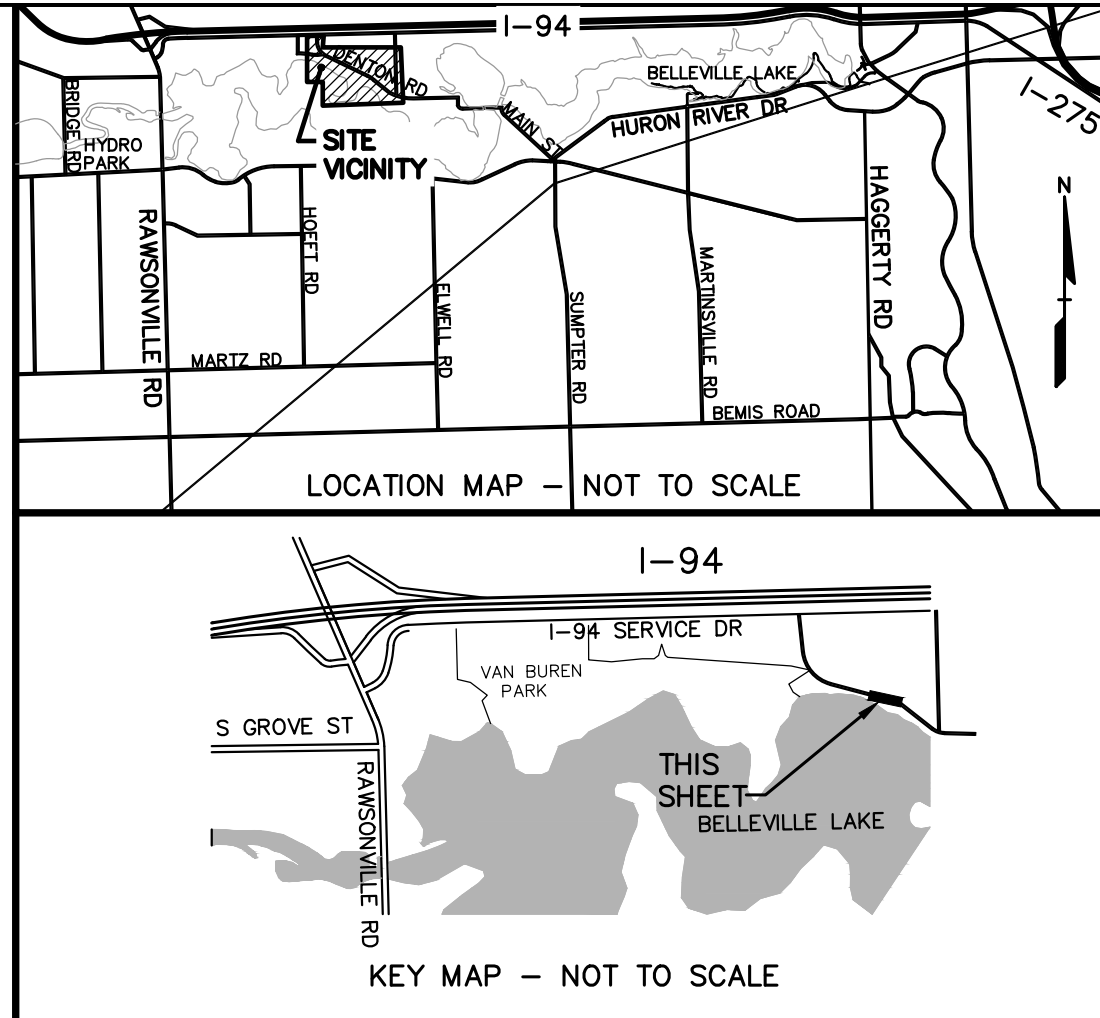 I-94
DENTON RD
BELLEVILLE LAKE
I-275
BRIDGE RD
HYDRO
PARK
SITE
VICINITY
MAIN ST
HURON RIVER DR
N
RAWSONVILLE RD
HOEFT RD
HAGGERTY RD
ELWELL RD
SUMPTER RD
MARTINSVILLE RD
MARTZ RD
BEMIS ROAD
LOCATION MAP - NOT TO SCALE
I-94
I-94 SERVICE DR
VAN BUREN
PARK
S GROVE ST
THIS
SHEET
BELLEVILLE LAKE
RAWSONVILLE RD
KEY MAP - NOT TO SCALE